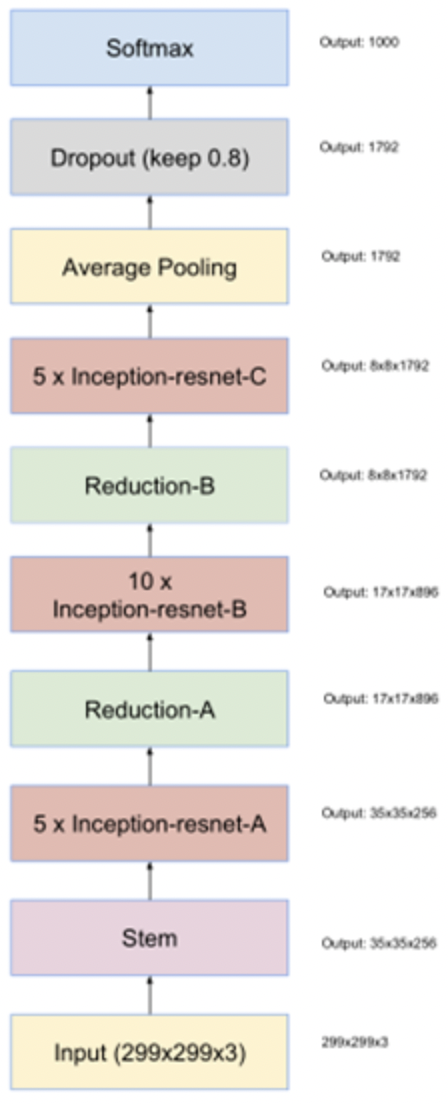 Softmax
Output: 1000
Dropout (keep 0.8)
Output: 1792
Average Pooling
Output: 1792
5 x Inception-resnet-C
Output: 8x8x1792
Reduction-B
Output: 8x8x1792
10 x
Inception-resnet-B
Output: 17x17x896
Reduction-A
Output: 17x17x896
5 x Inception-resnet-A
Output: 35x35x256
Stem
Output: 35x35x256
Input (299x299x3)
299x299x3